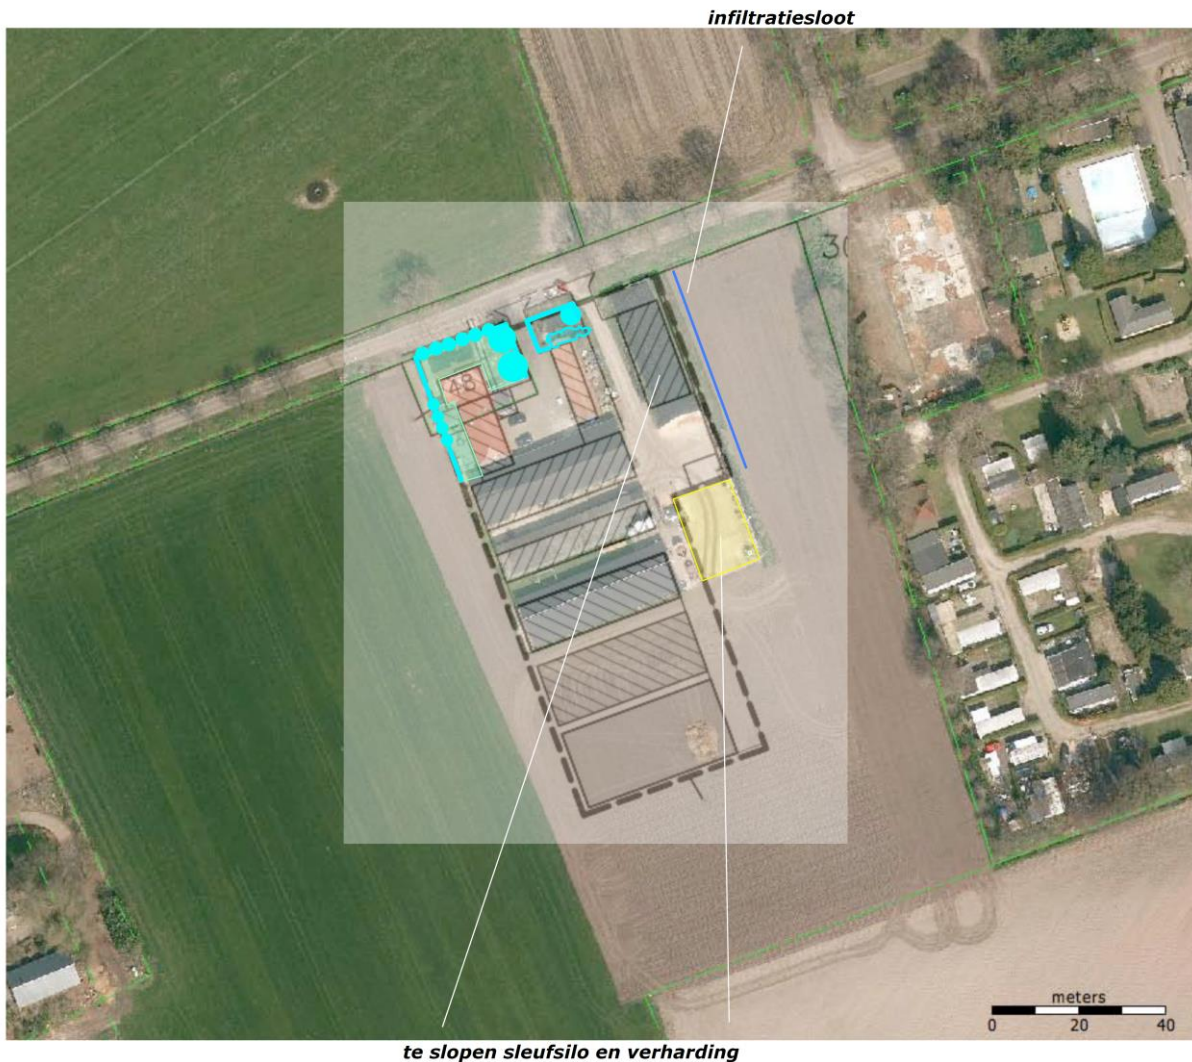 infiltratiesloot
30
48
meters
0 20 40
te slopen sleufsilo en verharding